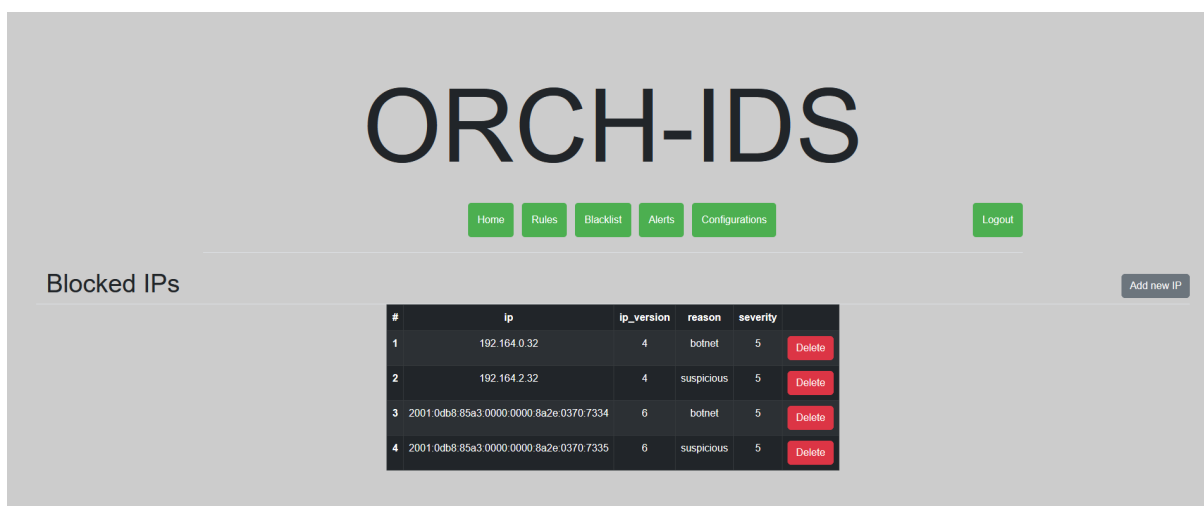 ORCH-IDS
Home Rules Blacklist Alerts Configurations Logout
Blocked IPs Add new IP
# ip ip_version reason severity
1 192.164.0.32 4 botnet 5 Delete
2 192.164.2.32 4 suspicious 5 Delete
3 2001:0db8:85a3:0000:0000:8a2e:0370:7334 6 botnet 5 Delete
4 2001:0db8:85a3:0000:0000:8a2e:0370:7335 6 suspicious 5 Delete